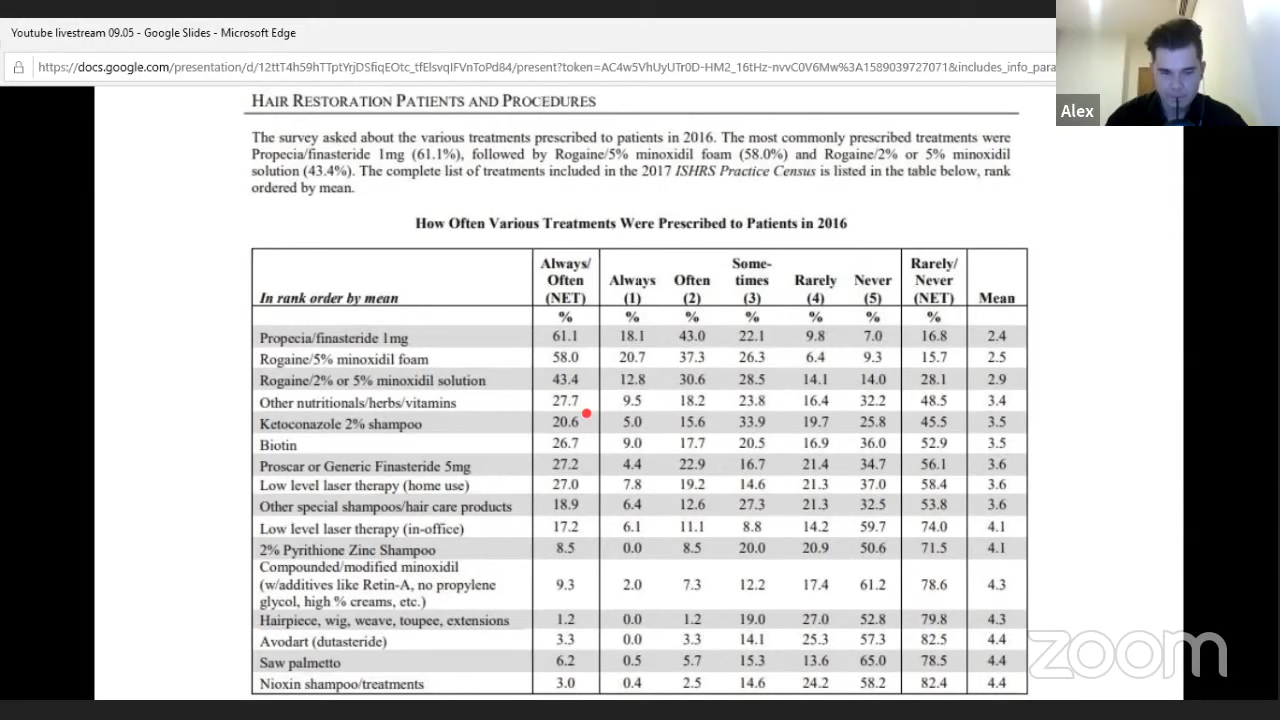 Youtube livestream 09.05 - Google Slides - Microsoft Edge
https://docs.google.com/presentation/d/12ttT4h59hTTptYrjDSfiqEOtc_tfElsvqIFVnToPd84/present?token=AC4w5VhUyUTr0D-HM2_16tHz-nvvC0V6Mw%3A1589039727071&includes_info_para
Alex
HAIR RESTORATION PATIENTS AND PROCEDURES
The survey asked about the various treatments prescribed to patients in 2016. The most commonly prescribed treatments were
Propecia/finasteride 1mg (61.1%), followed by Rogaine/5% minoxidil foam (58.0%) and Rogaine/2% or 5% minoxidil
solution (43.4%). The complete list of treatments included in the 2017 ISHRS Practice Census is listed in the table below, rank
ordered by mean.
How Often Various Treatments Were Prescribed to Patients in 2016
In rank order by mean Always/ Often (NET) Always (1) Often (2) Some- times (3) Rarely (4) Never (5) Rarely/ Never (NET) Mean
% % % % % % %
Propecia/finasteride 1mg 61.1 18.1 43.0 22.1 9.8 7.0 16.8 2.4
Rogaine/5% minoxidil foam 58.0 20.7 37.3 26.3 6.4 9.3 15.7 2.5
Rogaine/2% or 5% minoxidil solution 43.4 12.8 30.6 28.5 14.1 14.0 28.1 2.9
Other nutritionals/herbs/vitamins 27.7 9.5 18.2 23.8 16.4 32.2 48.5 3.4
Ketoconazole 2% shampoo 20.6 5.0 15.6 33.9 19.7 25.8 45.5 3.5
Biotin 26.7 9.0 17.7 20.5 16.9 36.0 52.9 3.5
Proscar or Generic Finasteride 5mg 27.2 4.4 22.9 16.7 21.4 34.7 56.1 3.6
Low level laser therapy (home use) 27.0 7.8 19.2 14.6 21.3 37.0 58.4 3.6
Other special shampoos/hair care products 18.9 6.4 12.6 27.3 21.3 32.5 53.8 3.6
Low level laser therapy (in-office) 17.2 6.1 11.1 8.8 14.2 59.7 74.0 4.1
2% Pyrithione Zinc Shampoo 8.5 0.0 8.5 20.0 20.9 50.6 71.5 4.1
Compounded/modified minoxidil
(w/additives like Retin-A, no propylene 9.3 2.0 7.3 12.2 17.4 61.2 78.6 4.3
glycol, high % creams, etc.)
Hairpiece, wig, weave, toupee, extensions 1.2 0.0 1.2 19.0 27.0 52.8 79.8 4.3
Avodart (dutasteride) 3.3 0.0 3.3 14.1 25.3 57.3 82.5 4.4
Saw palmetto 6.2 0.5 5.7 15.3 13.6 65.0 78.5 4.4
Nioxin shampoo/treatments 3.0 0.4 2.5 14.6 24.2 58.2 82.4 4.4
zoom